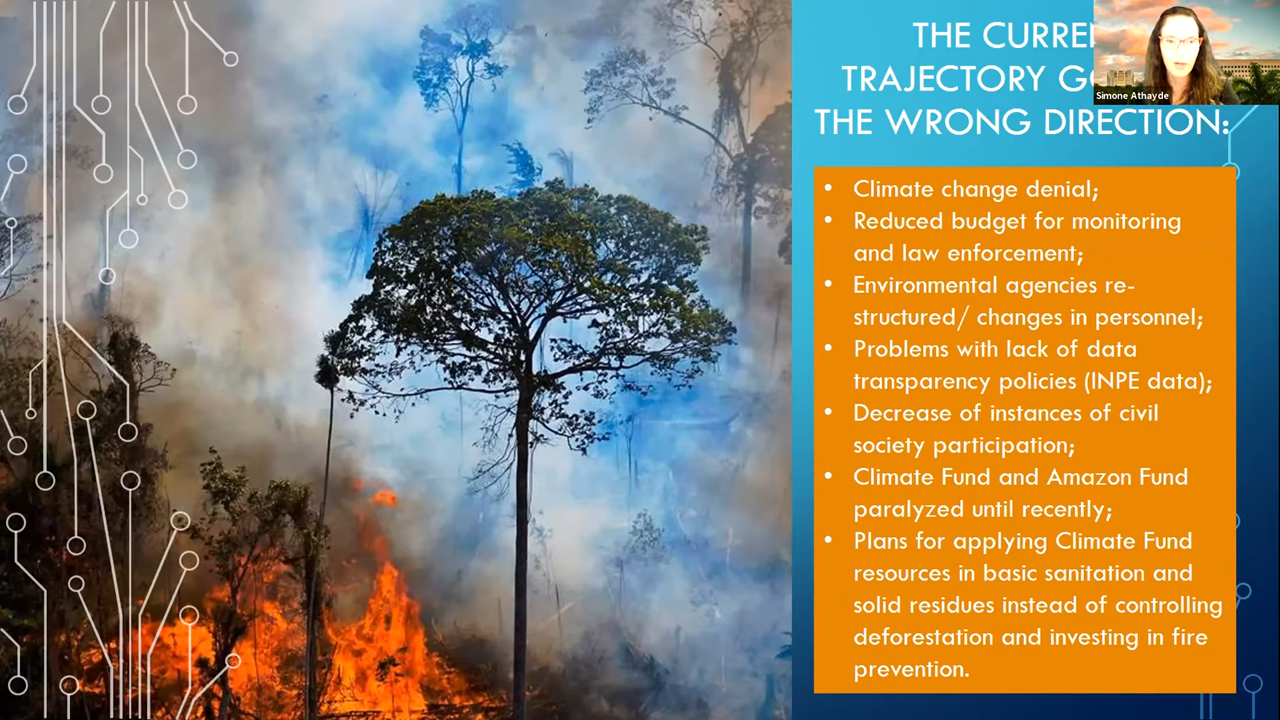 THE CURRE
TRAJECTORY G
THE WRONG DIRECTION:
Simone Athayde
• Climate change denial;
• Reduced budget for monitoring
and law enforcement;
• Environmental agencies re-
structured/ changes in personnel;
• Problems with lack of data
transparency policies (INPE data);
• Decrease of instances of civil
society participation;
• Climate Fund and Amazon Fund
paralyzed until recently;
• Plans for applying Climate Fund
resources in basic sanitation and
solid residues instead of controlling
deforestation and investing in fire
prevention.